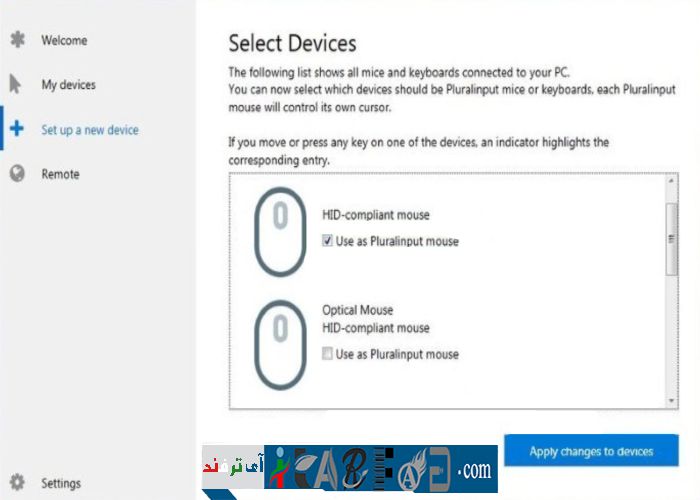 Welcome
My devices
Set up a new device
Remote
Settings
Select Devices
The following list shows all mice and keyboards connected to your PC.
You can now select which devices should be Pluralinput mice or keyboards, each Pluralinput
mouse will control its own cursor.
If you move or press any key on one of the devices, an indicator highlights the
corresponding entry.
HID-compliant mouse
Use as Pluralinput mouse
Optical Mouse
HID-compliant mouse
Use as Pluralinput mouse
Apply changes to devices
آی ترفند
.com